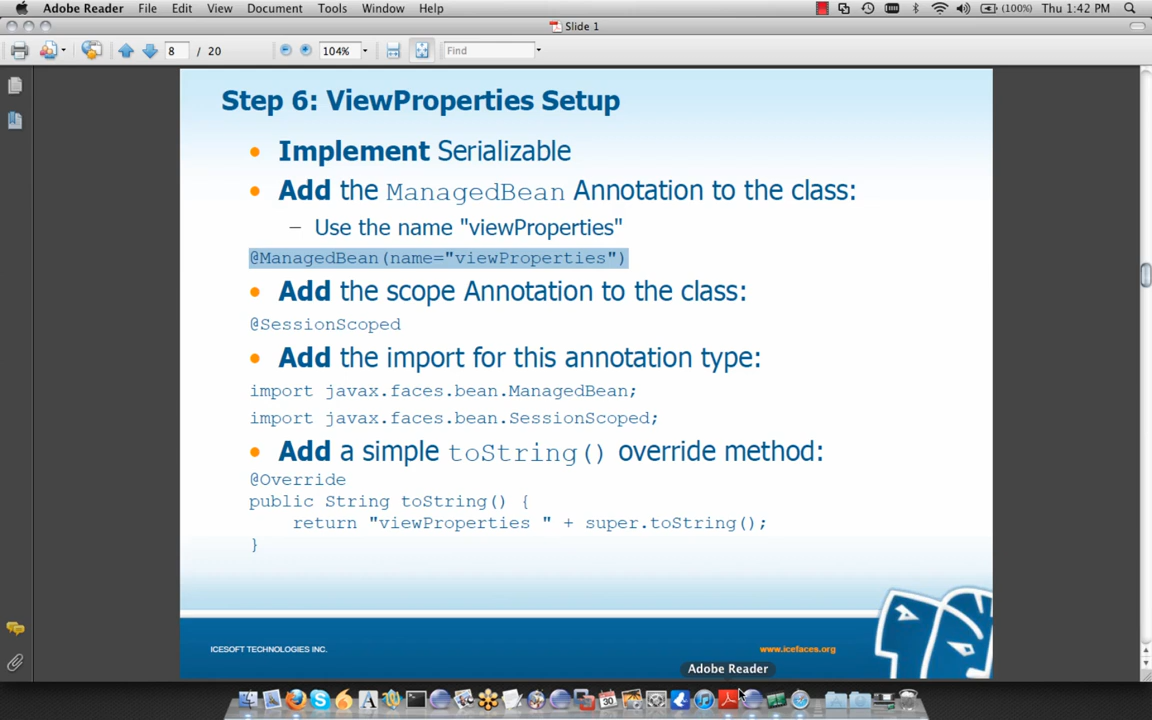 Adobe Reader File Edit View Document Tools Window Help (100%) Thu 1:42 PM
Slide 1
8 / 20 104% Find
Step 6: ViewProperties Setup
• Implement Serializable
• Add the ManagedBean Annotation to the class:
– Use the name "viewProperties"
@ManagedBean(name="viewProperties")
• Add the scope Annotation to the class:
@SessionScoped
• Add the import for this annotation type:
import javax.faces.bean.ManagedBean;
import javax.faces.bean.SessionScoped;
• Add a simple toString() override method:
@Override
public String toString() {
return "viewProperties " + super.toString();
}
ICESOFT TECHNOLOGIES INC. www.icefaces.org
Adobe Reader
30